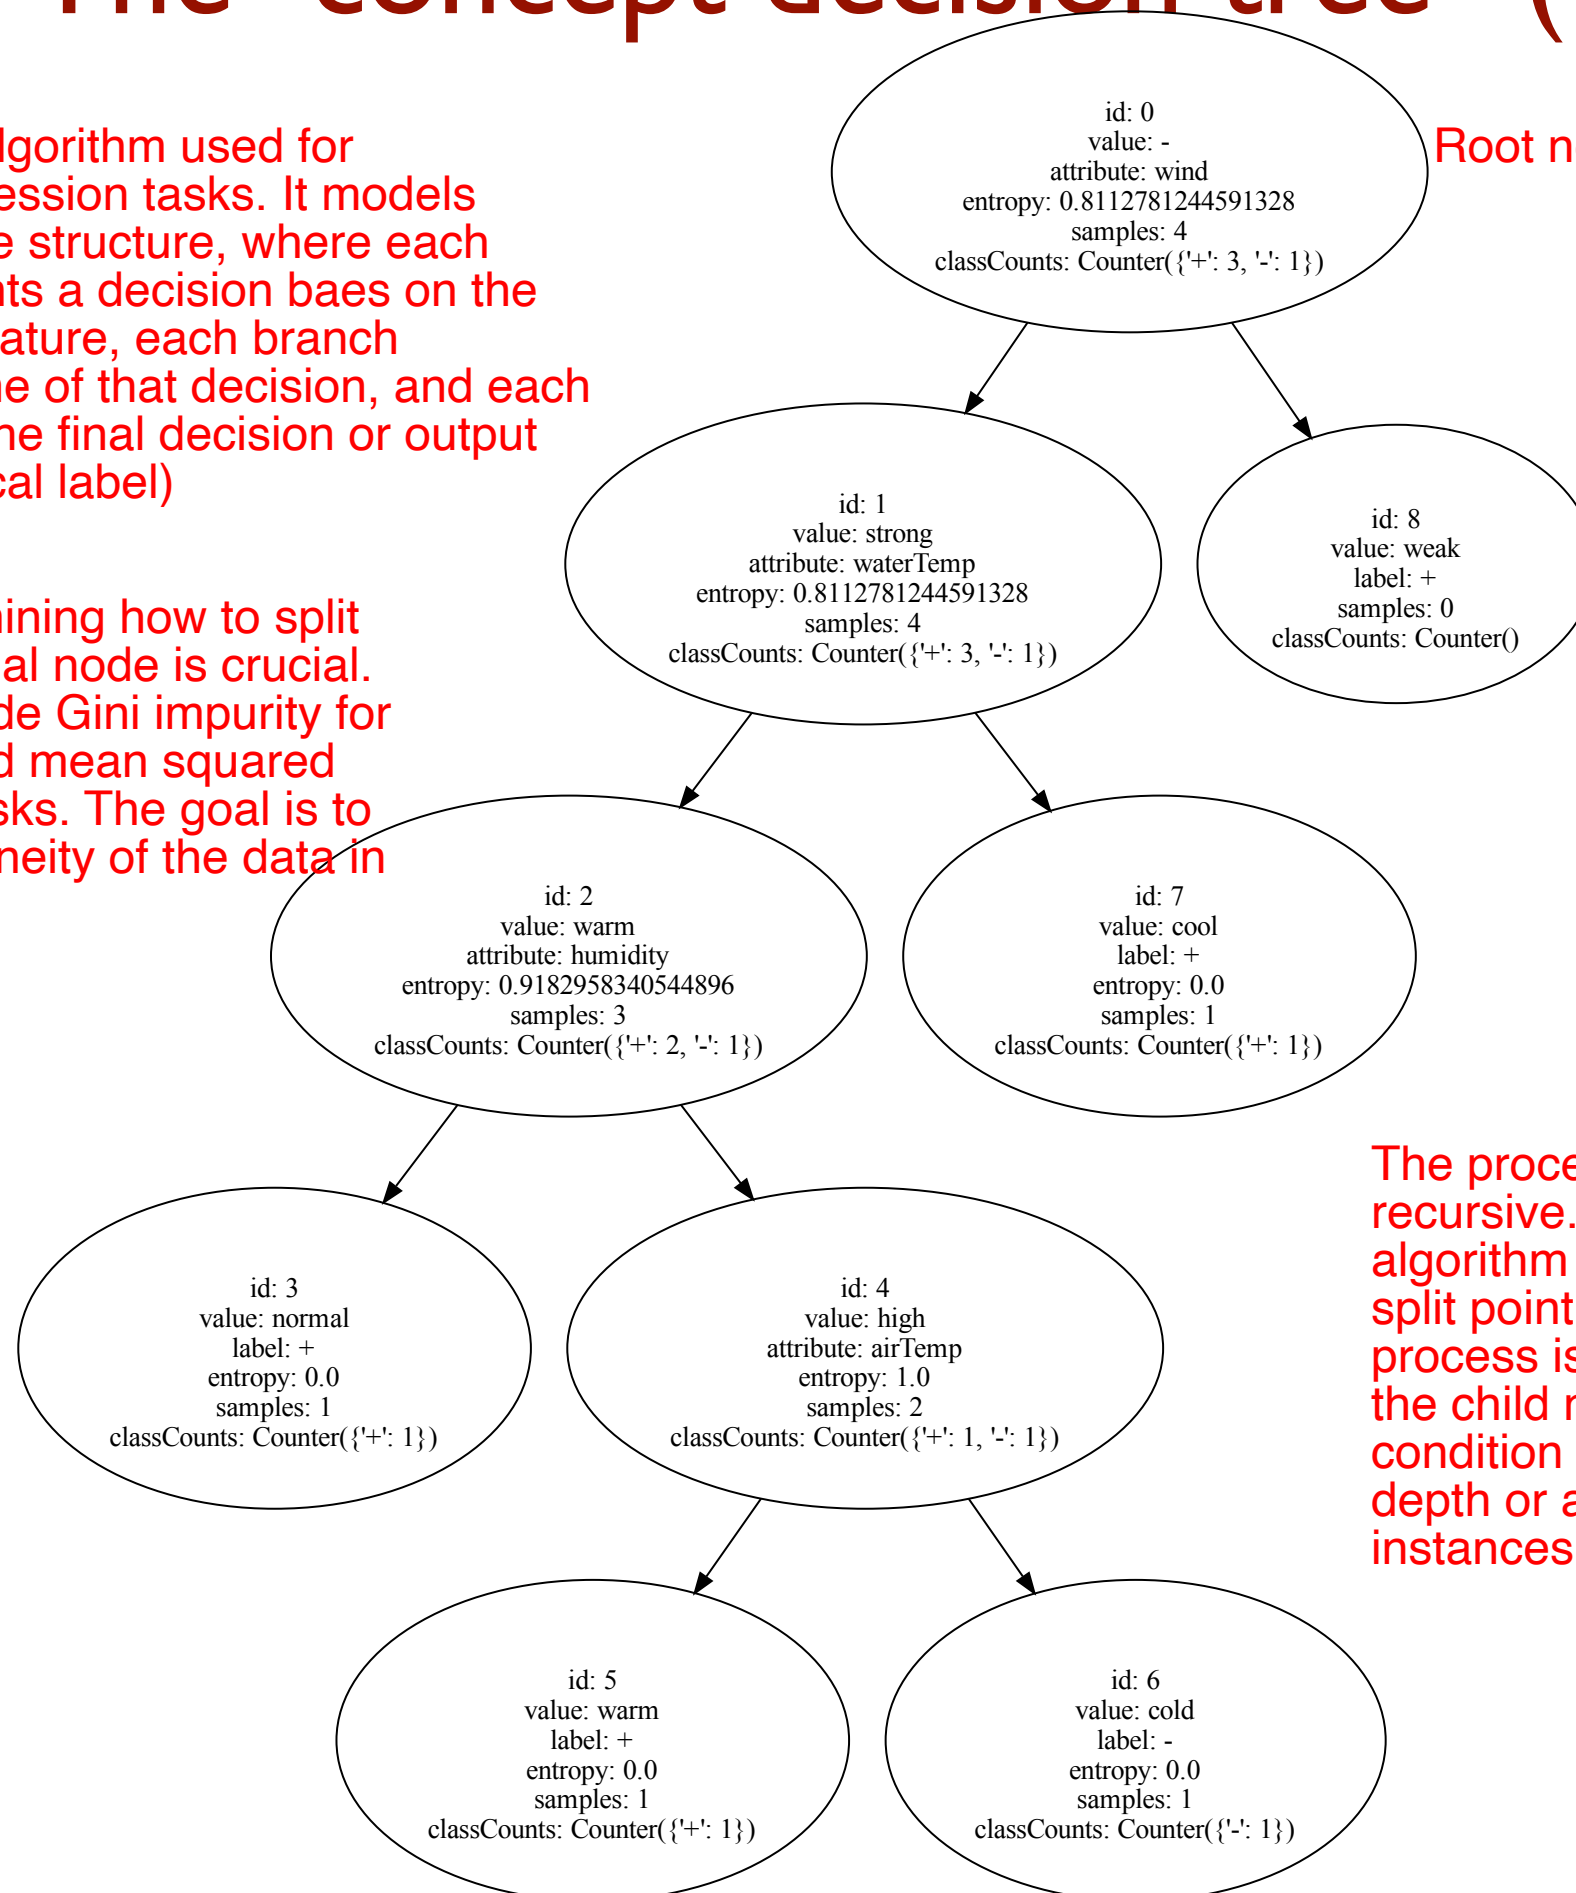 The "concept decision tree" (
lgorithm used for
ession tasks. It models
e structure, where each
nts a decision baes on the
ature, each branch
ne of that decision, and each
he final decision or output
cal label)
id: 0
value: -
attribute: wind
entropy: 0.8112781244591328
samples: 4
classCounts: Counter({'+': 3, '-': 1})
Root n
id: 1
value: strong
attribute: waterTemp
entropy: 0.8112781244591328
samples: 4
classCounts: Counter({'+': 3, '-': 1})
id: 8
value: weak
label: +
samples: 0
classCounts: Counter()
nining how to split
al node is crucial.
de Gini impurity for
d mean squared
sks. The goal is to
neity of the data in
id: 2
value: warm
attribute: humidity
entropy: 0.9182958340544896
samples: 3
classCounts: Counter({'+': 2, '-': 1})
id: 7
value: cool
label: +
entropy: 0.0
samples: 1
classCounts: Counter({'+': 1})
The proce
recursive.
algorithm
split point
process is
the child n
condition
depth or a
instances
id: 3
value: normal
label: +
entropy: 0.0
samples: 1
classCounts: Counter({'+': 1})
id: 4
value: high
attribute: airTemp
entropy: 1.0
samples: 2
classCounts: Counter({'+': 1, '-': 1})
id: 5
value: warm
label: +
entropy: 0.0
samples: 1
classCounts: Counter({'+': 1})
id: 6
value: cold
label: -
entropy: 0.0
samples: 1
classCounts: Counter({'-': 1})